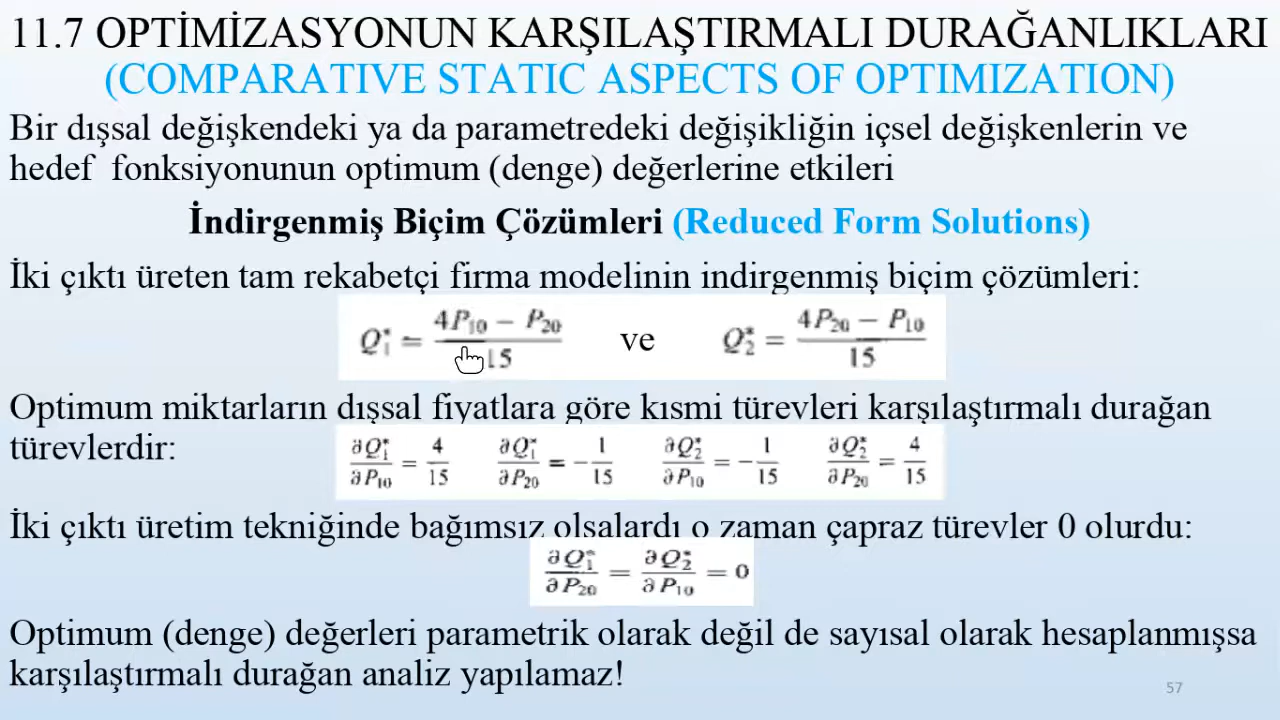 11.7 OPTİMİZASYONUN KARŞILAŞTIRMALI DURAĞANLIKLARI
(COMPARATIVE STATIC ASPECTS OF OPTIMIZATION)
Bir dışsal değişkendeki ya da parametredeki değişikliğin içsel değişkenlerin ve
hedef fonksiyonunun optimum (denge) değerlerine etkileri
İndirgenmiş Biçim Çözümleri (Reduced Form Solutions)
İki çıktı üreten tam rekabetçi firma modelinin indirgenmiş biçim çözümleri:
Q₁* = (4P₁₀ − P₂₀)/15 ve Q₂* = (4P₂₀ − P₁₀)/15
Optimum miktarların dışsal fiyatlara göre kısmi türevleri karşılaştırmalı durağan
türevlerdir:
∂Q₁*/∂P₁₀ = 4/15 ∂Q₁*/∂P₂₀ = −1/15 ∂Q₂*/∂P₁₀ = −1/15 ∂Q₂*/∂P₂₀ = 4/15
İki çıktı üretim tekniğinde bağımsız olsalardı o zaman çapraz türevler 0 olurdu:
∂Q₁*/∂P₂₀ = ∂Q₂*/∂P₁₀ = 0
Optimum (denge) değerleri parametrik olarak değil de sayısal olarak hesaplanmışsa
karşılaştırmalı durağan analiz yapılamaz!
57